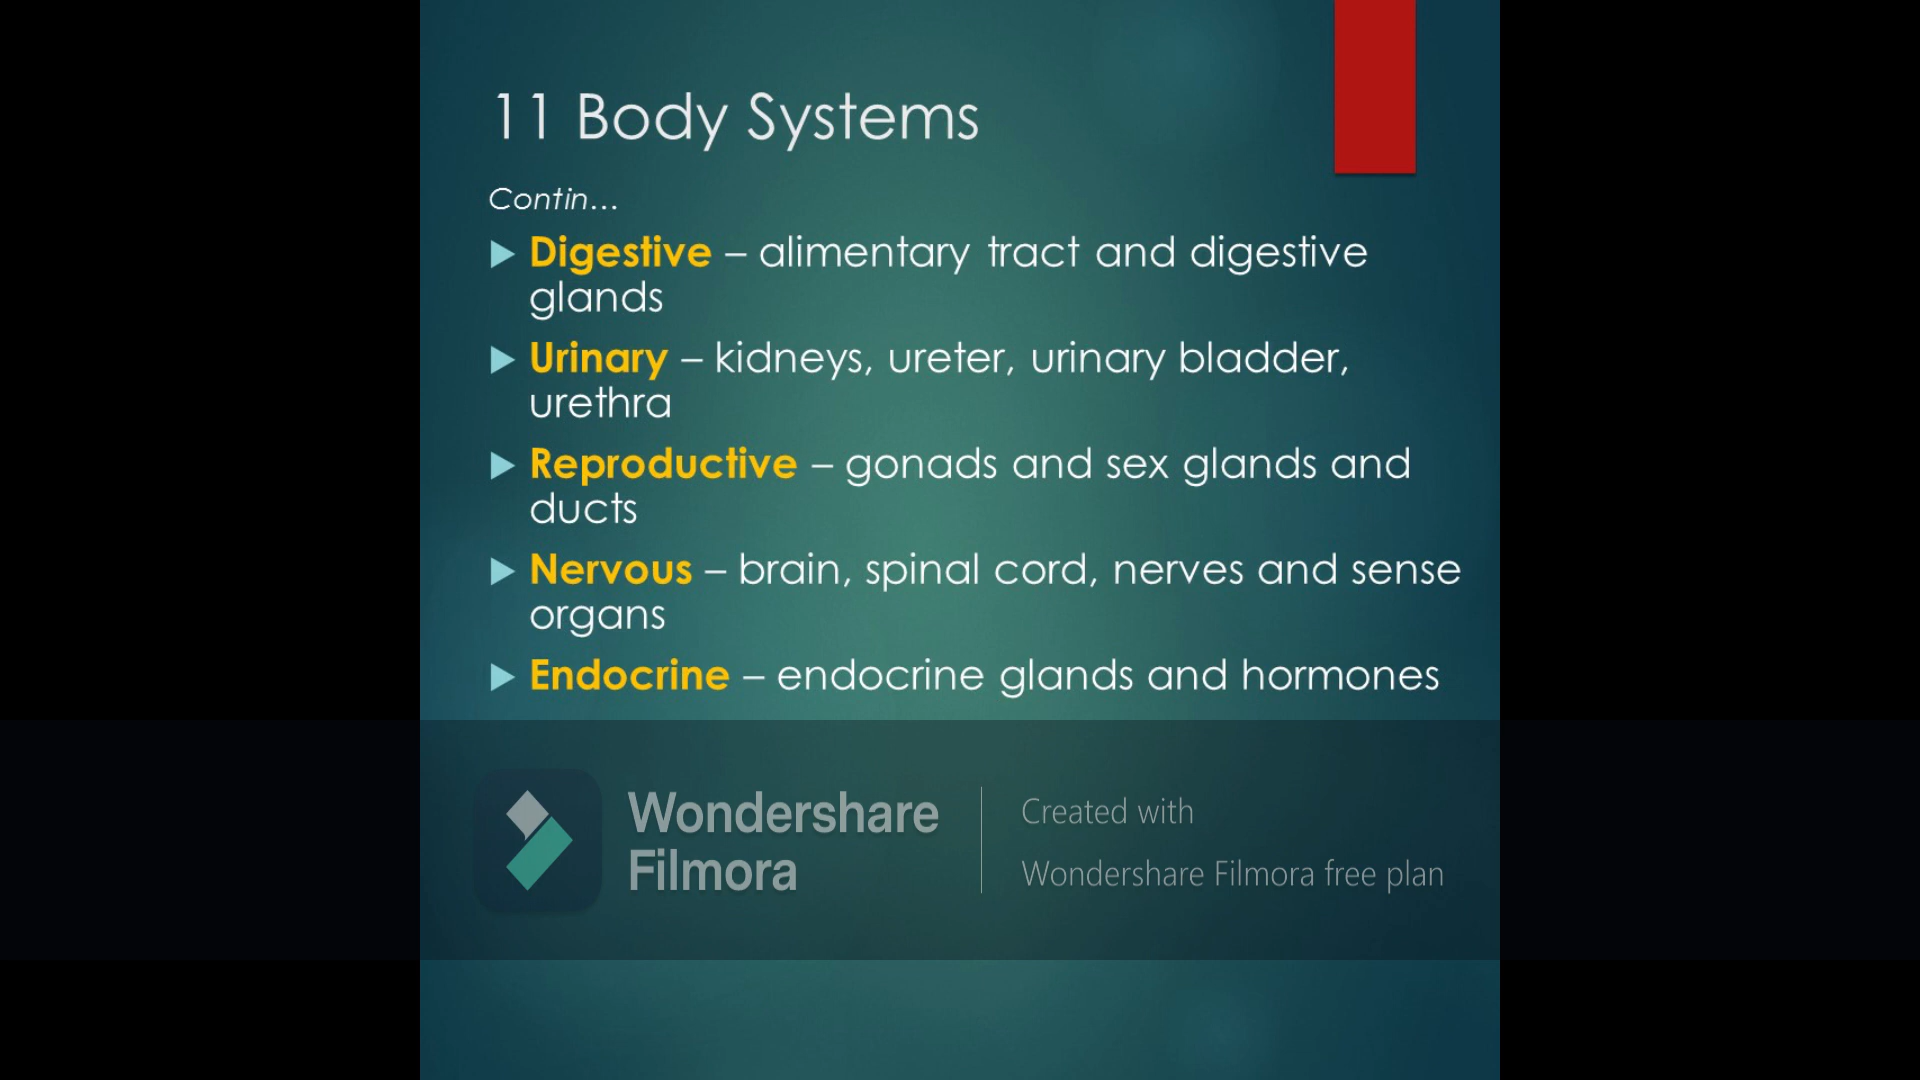 11 Body Systems
Contin...
Digestive – alimentary tract and digestive
glands
Urinary – kidneys, ureter, urinary bladder,
urethra
Reproductive – gonads and sex glands and
ducts
Nervous – brain, spinal cord, nerves and sense
organs
Endocrine – endocrine glands and hormones
Wondershare
Filmora
Created with
Wondershare Filmora free plan